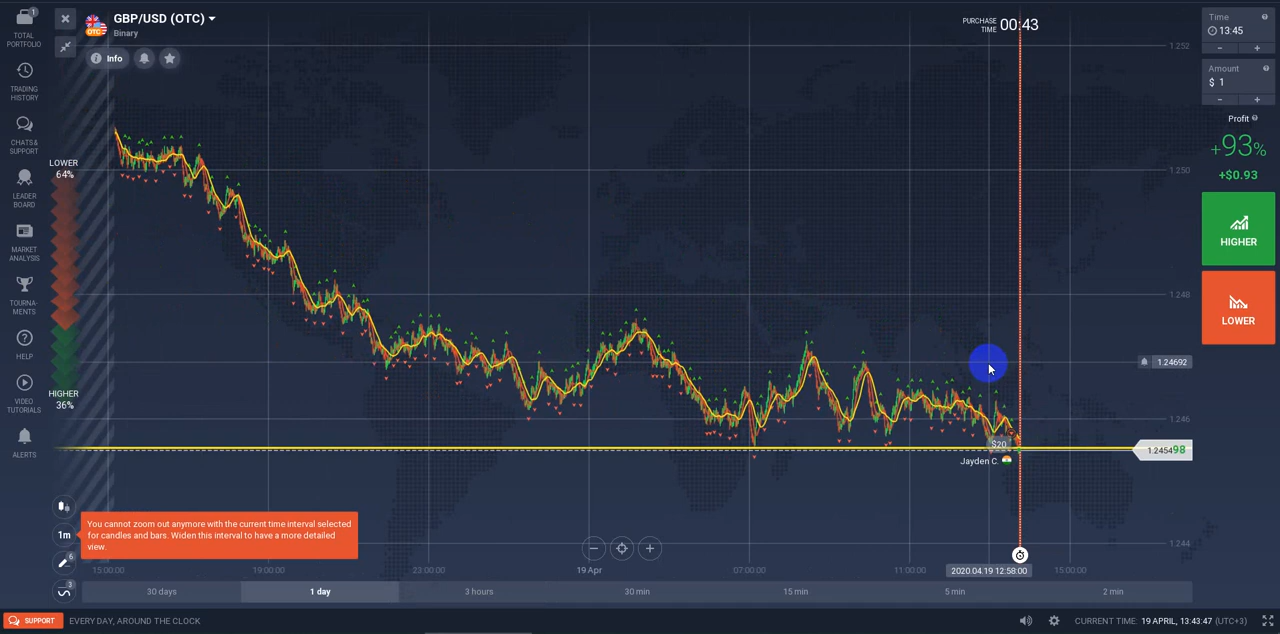 1
TOTAL
PORTFOLIO
TRADING
HISTORY
CHATS&
SUPPORT
LEADER
BOARD
MARKET
ANALYSIS
TOURNA-
MENTS
HELP
VIDEO
TUTORIALS
ALERTS
LOWER
64%
HIGHER
36%
OTC
GBP/USD (OTC)
Binary
Info
PURCHASE
TIME
00:43
1.252
1.250
1.248
1.24692
1.246
1.245498
1.244
$20
Jayden C.
1m
6
3
You cannot zoom out anymore with the current time interval selected
for candles and bars. Widen this interval to have a more detailed
view.
15:00:00
19:00:00
23:00:00
19 Apr
07:00:00
11:00:00
2020.04.19 12:58:00
15:00:00
30 days
1 day
3 hours
30 min
15 min
5 min
2 min
Time
13:45
- +
Amount
$ 1
- +
Profit
+93%
+$0.93
HIGHER
LOWER
SUPPORT
EVERY DAY, AROUND THE CLOCK
CURRENT TIME: 19 APRIL, 13:43:47 (UTC+3)